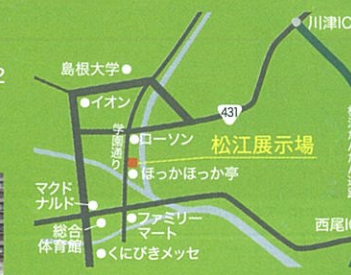 川津IC
島根大学
イオン
431
学園通り
ローソン
松江展示場
ほっかほっか亭
マクド
ナルド
ファミリー
マート
総合
体育館
西尾IC
くにびきメッセ